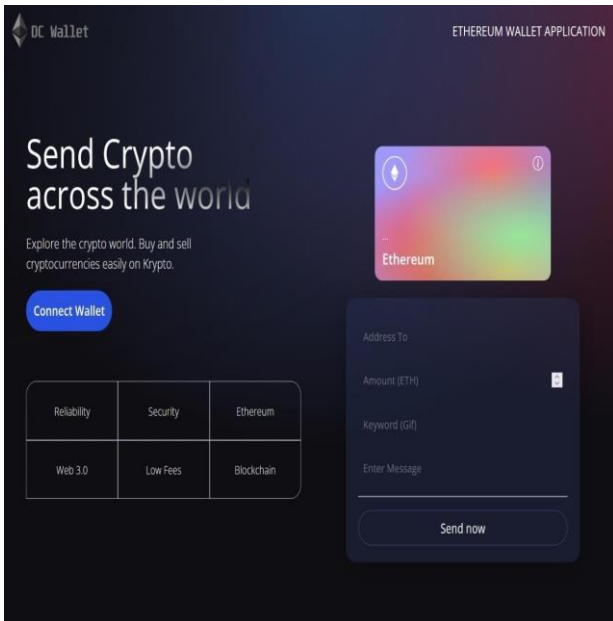 DC Wallet
ETHEREUM WALLET APPLICATION
Send Crypto
across the world
Explore the crypto world. Buy and sell
cryptocurrencies easily on Krypto.
Connect Wallet
Reliability
Security
Ethereum
Web 3.0
Low Fees
Blockchain
...
Ethereum
Address To
Amount (ETH)
Keyword (Gif)
Enter Message
Send now